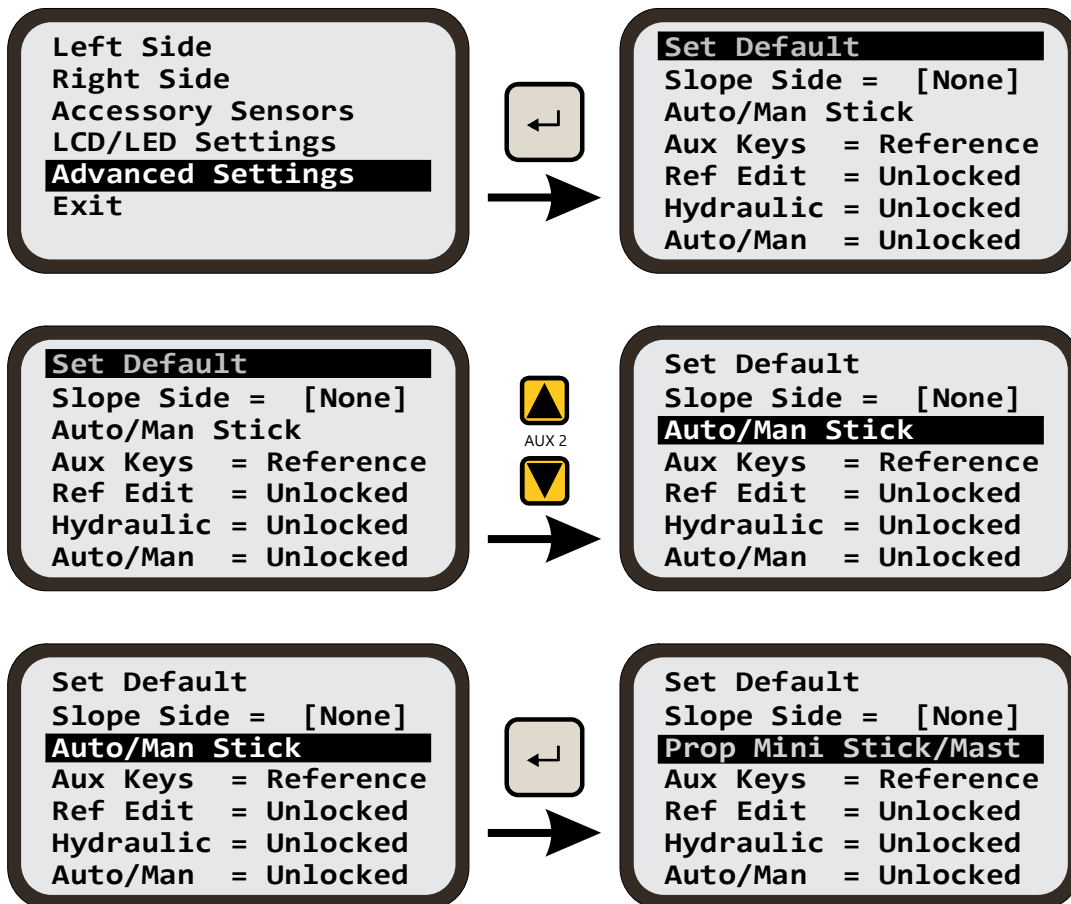 Left Side
Right Side
Accessory Sensors
LCD/LED Settings
Advanced Settings
Exit
Set Default
Slope Side =  [None]
Auto/Man Stick
Aux Keys  = Reference
Ref Edit  = Unlocked
Hydraulic = Unlocked
Auto/Man  = Unlocked
Set Default
Slope Side =  [None]
Auto/Man Stick
Aux Keys  = Reference
Ref Edit  = Unlocked
Hydraulic = Unlocked
Auto/Man  = Unlocked
AUX 2
Set Default
Slope Side =  [None]
Auto/Man Stick
Aux Keys  = Reference
Ref Edit  = Unlocked
Hydraulic = Unlocked
Auto/Man  = Unlocked
Set Default
Slope Side =  [None]
Auto/Man Stick
Aux Keys  = Reference
Ref Edit  = Unlocked
Hydraulic = Unlocked
Auto/Man  = Unlocked
Set Default
Slope Side =  [None]
Prop Mini Stick/Mast
Aux Keys  = Reference
Ref Edit  = Unlocked
Hydraulic = Unlocked
Auto/Man  = Unlocked